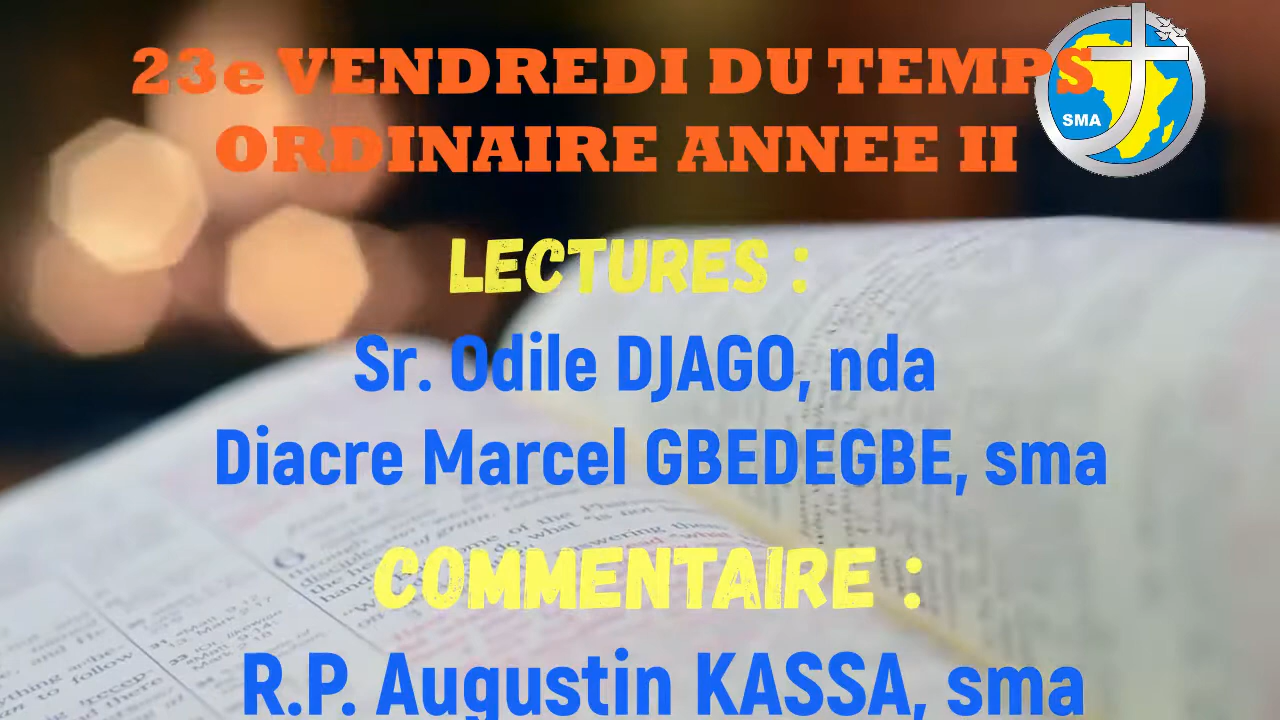 23e VENDREDI DU TEMPS
ORDINAIRE ANNEE II
SMA
LECTURES :
Sr. Odile DJAGO, nda
Diacre Marcel GBEDEGBE, sma
COMMENTAIRE :
R.P. Augustin KASSA, sma